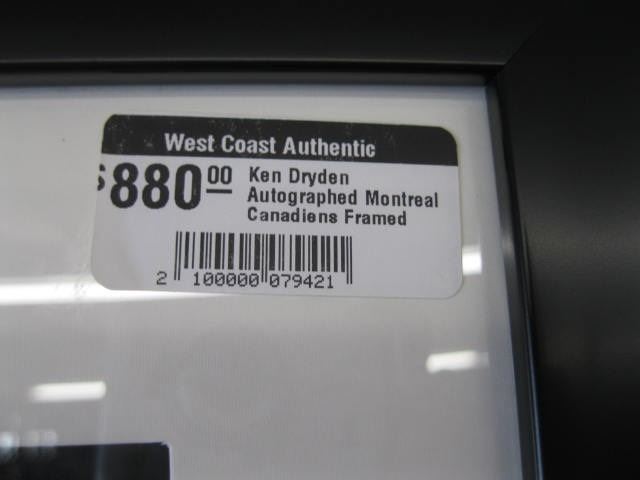 West Coast Authentic
$880.00 Ken Dryden
Autographed Montreal
Canadiens Framed
2 100000 079421